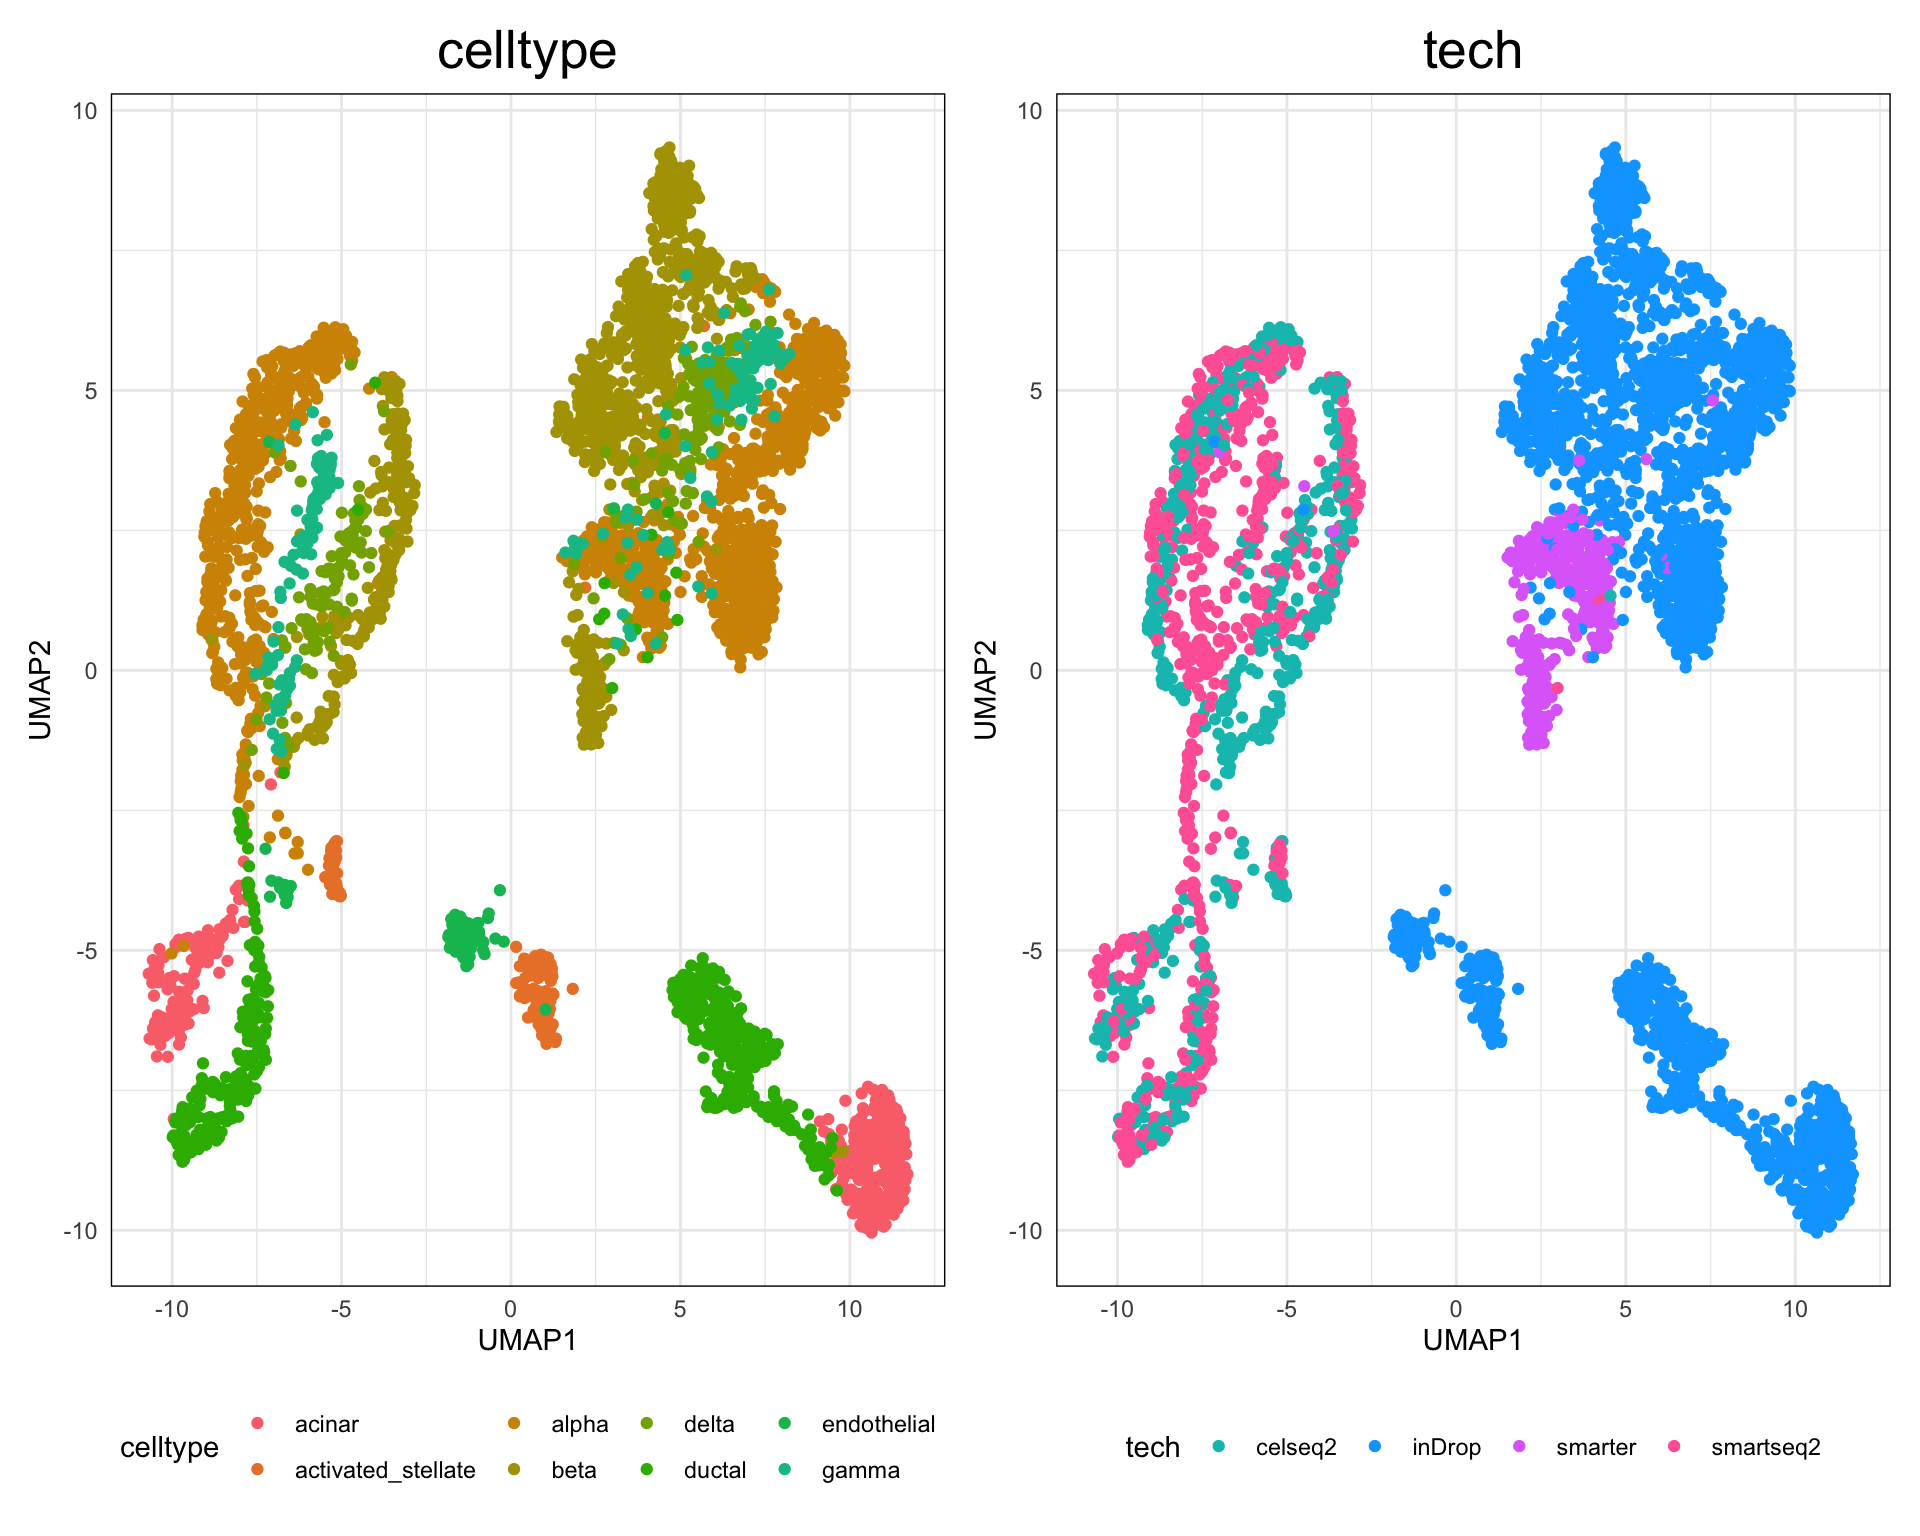 celltype
10
5
0
-5
-10
UMAP2
-10 -5 0 5 10
UMAP1
celltype
acinar alpha delta endothelial
activated_stellate beta ductal gamma
tech
10
5
0
-5
-10
UMAP2
-10 -5 0 5 10
UMAP1
tech celseq2 inDrop smarter smartseq2